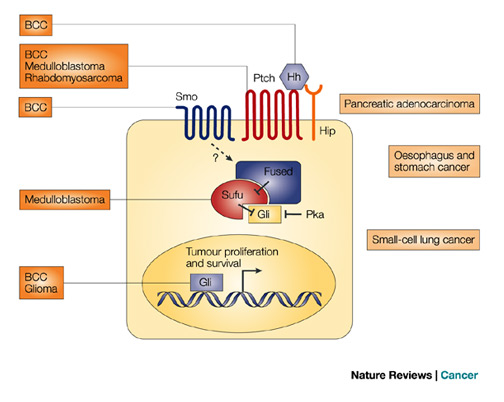 BCC
BCC
Medulloblastoma
Rhabdomyosarcoma
BCC
Medulloblastoma
BCC
Glioma
Hh
Ptch
Smo
Hip
?
Fused
Sufu
Gli
Pka
Tumour proliferation
and survival
Gli
Pancreatic adenocarcinoma
Oesophagus and
stomach cancer
Small-cell lung cancer
Nature Reviews | Cancer